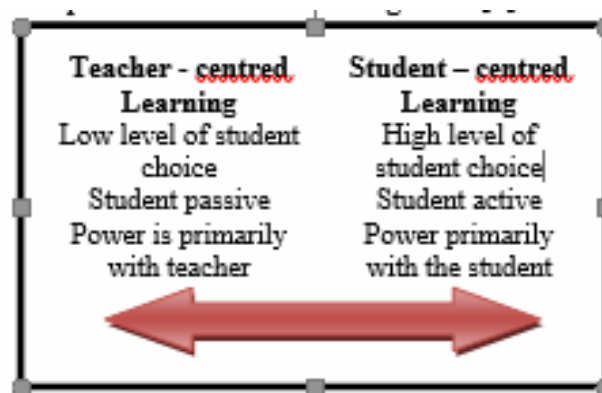 Teacher - centred
Learning
Low level of student
choice
Student passive
Power is primarily
with teacher
Student – centred
Learning
High level of
student choice
Student active
Power primarily
with the student